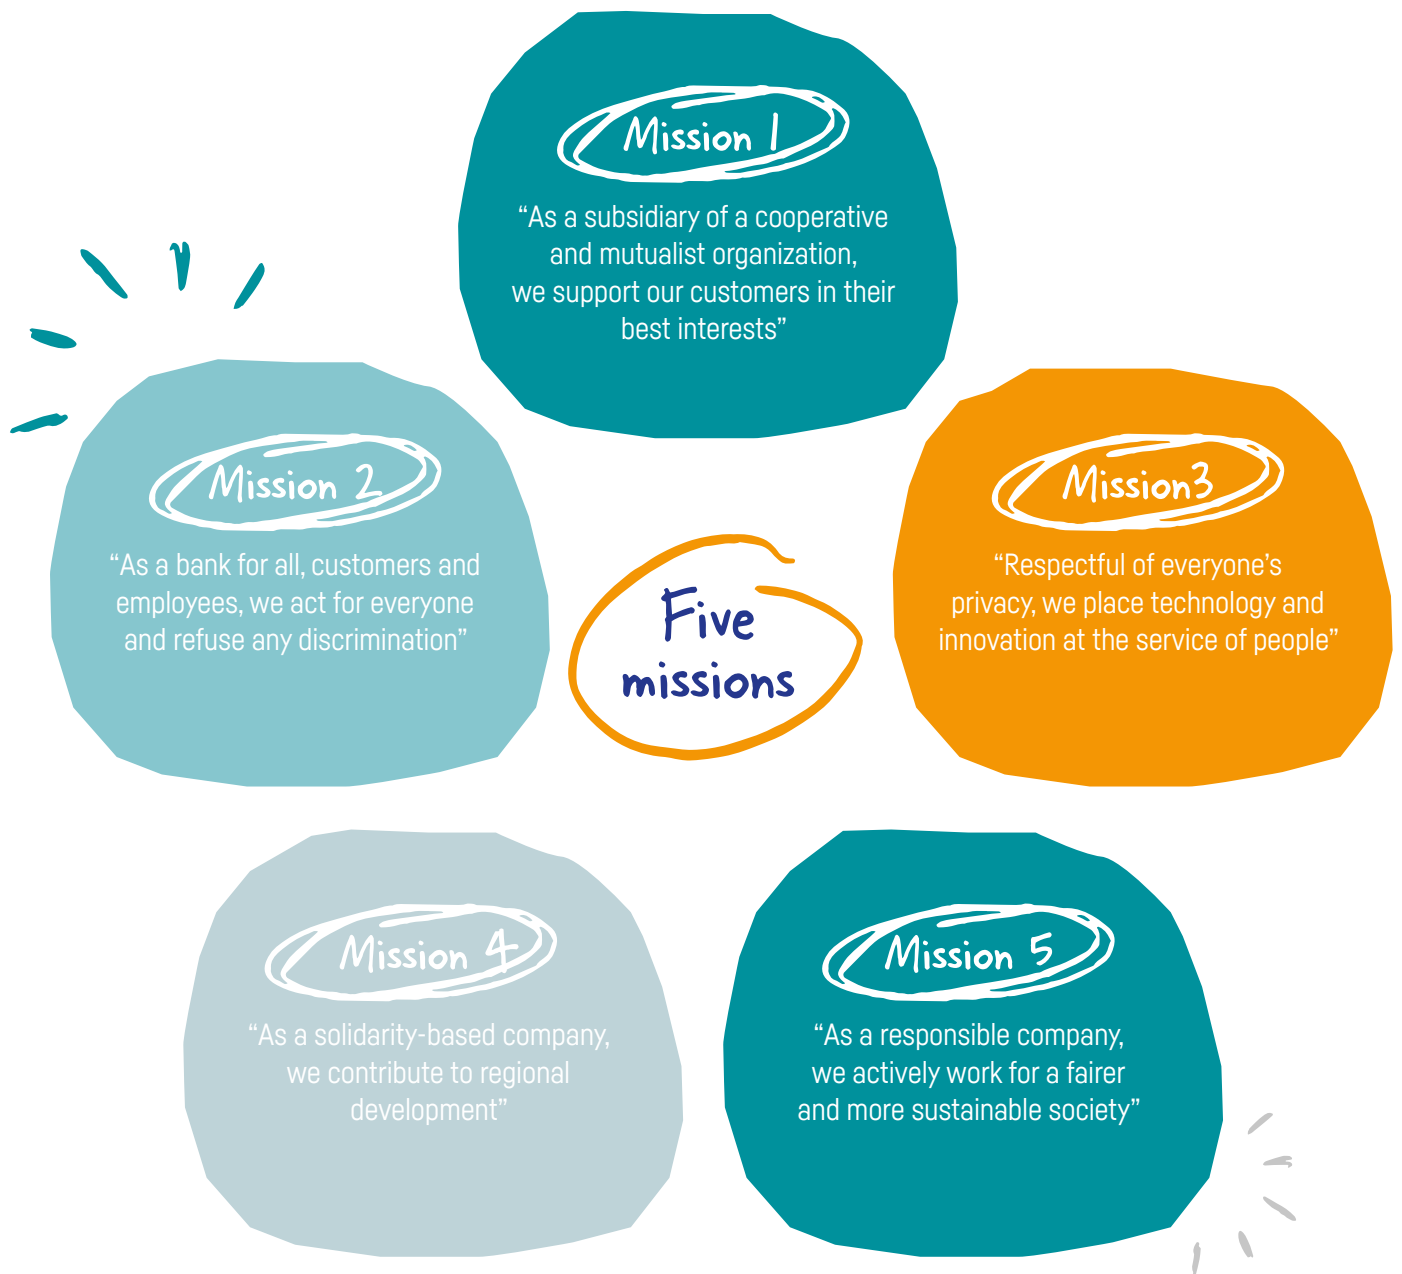 Mission 1
“As a subsidiary of a cooperative
and mutualist organization,
we support our customers in their
best interests”
Mission 2
“As a bank for all, customers and
employees, we act for everyone
and refuse any discrimination”
Mission3
“Respectful of everyone’s
privacy, we place technology and
innovation at the service of people”
Five
missions
Mission 4
“As a solidarity-based company,
we contribute to regional
development”
Mission 5
“As a responsible company,
we actively work for a fairer
and more sustainable society”